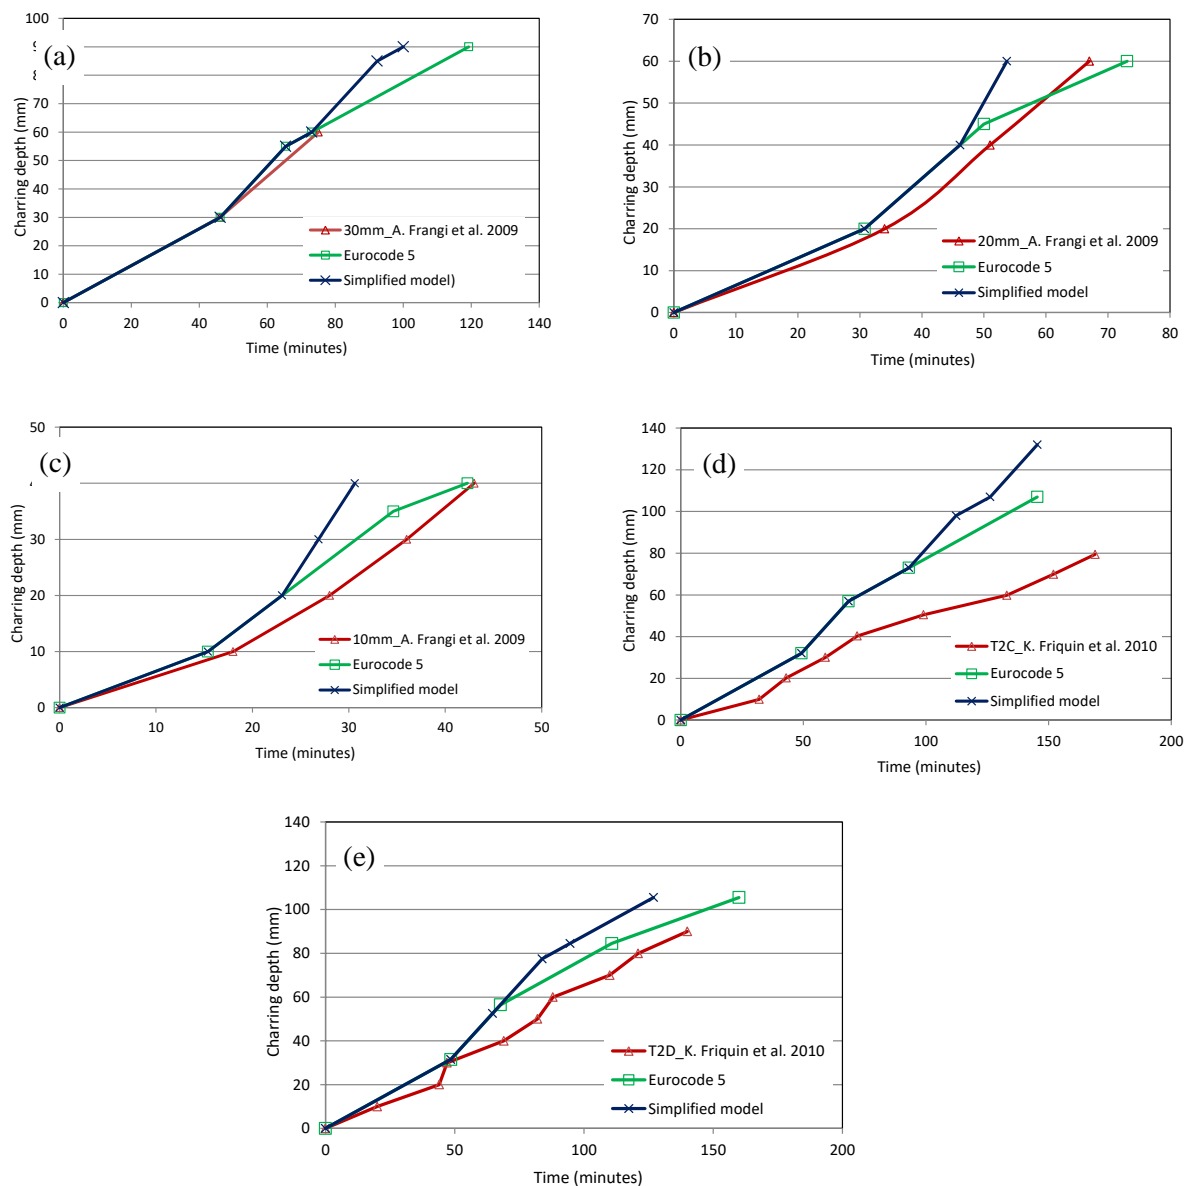 (a)
Charring depth (mm)
100
9
8
70
60
50
40
30
20
10
0
0 20 40 60 80 100 120 140
Time (minutes)
30mm_A. Frangi et al. 2009
Eurocode 5
Simplified model)
(b)
Charring depth (mm)
70
60
50
40
30
20
10
0
0 10 20 30 40 50 60 70 80
Time (minutes)
20mm_A. Frangi et al. 2009
Eurocode 5
Simplified model
(c)
Charring depth (mm)
50
30
20
10
0
0 10 20 30 40 50
Time (minutes)
10mm_A. Frangi et al. 2009
Eurocode 5
Simplified model
(d)
Charring depth (mm)
140
120
100
80
60
40
20
0
0 50 100 150 200
Time (minutes)
T2C_K. Friquin et al. 2010
Eurocode 5
Simplified model
(e)
Charring depth (mm)
140
120
100
80
60
40
20
0
0 50 100 150 200
Time (minutes)
T2D_K. Friquin et al. 2010
Eurocode 5
Simplified model